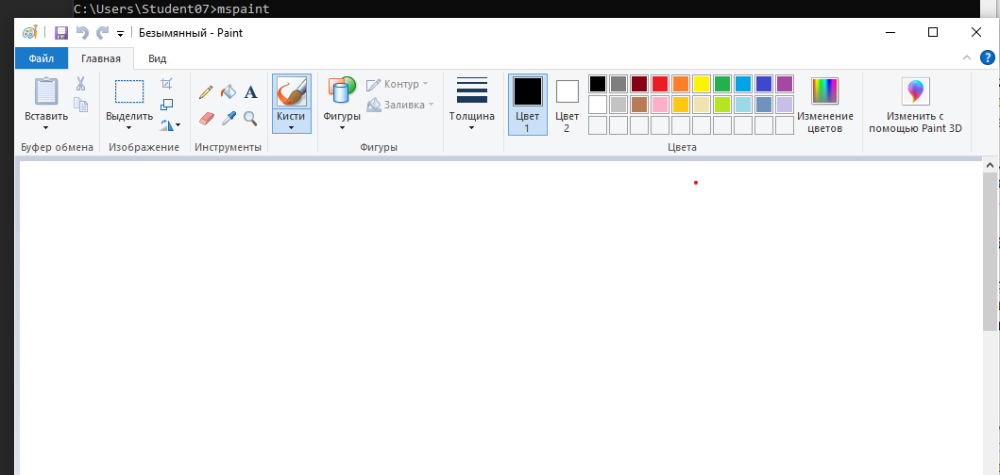 C:\Users\Student07>mspaint
Безымянный - Paint
Файл Главная Вид
Вставить
Буфер обмена
Выделить
Изображение
A
Инструменты
Кисти
Фигуры
Контур
Заливка
Фигуры
Толщина
Цвет
1
Цвет
2
Изменение
цветов
Цвета
Изменить с
помощью Paint 3D
?